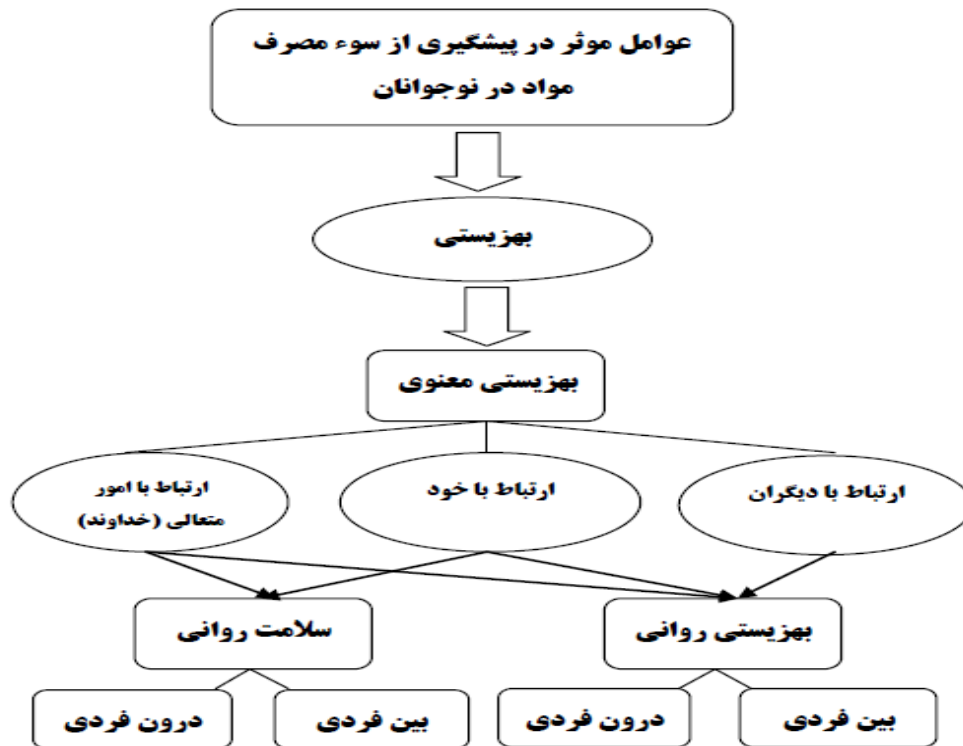 عوامل موثر در پیشگیری از سوء مصرف
مواد در نوجوانان
بهزیستی
بهزیستی معنوی
ارتباط با دیگران
ارتباط با خود
ارتباط با امور
متعالی (خداوند)
بهزیستی روانی
سلامت روانی
بین فردی
درون فردی
بین فردی
درون فردی